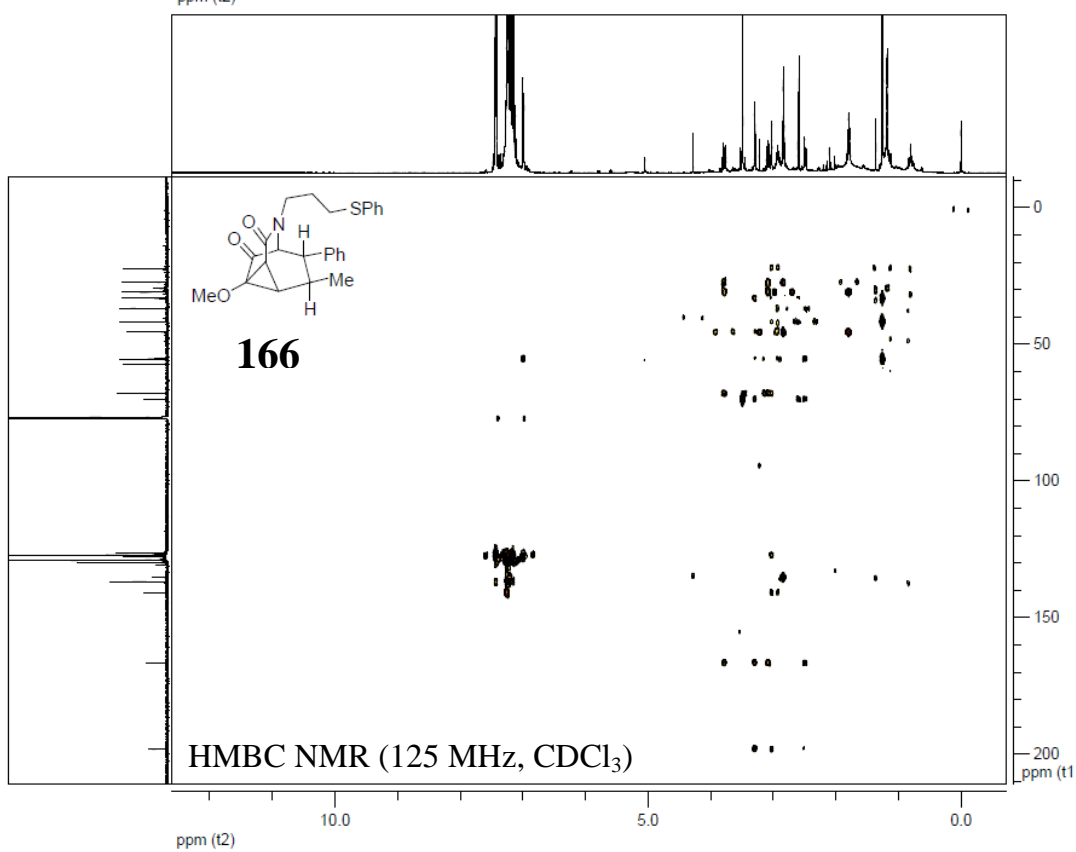 ppm (t2)
SPh
O
N
H
O
Ph
MeO
Me
H
166
0
50
100
150
200
ppm (t1
HMBC NMR (125 MHz, CDCl₃)
10.0
5.0
0.0
ppm (t2)